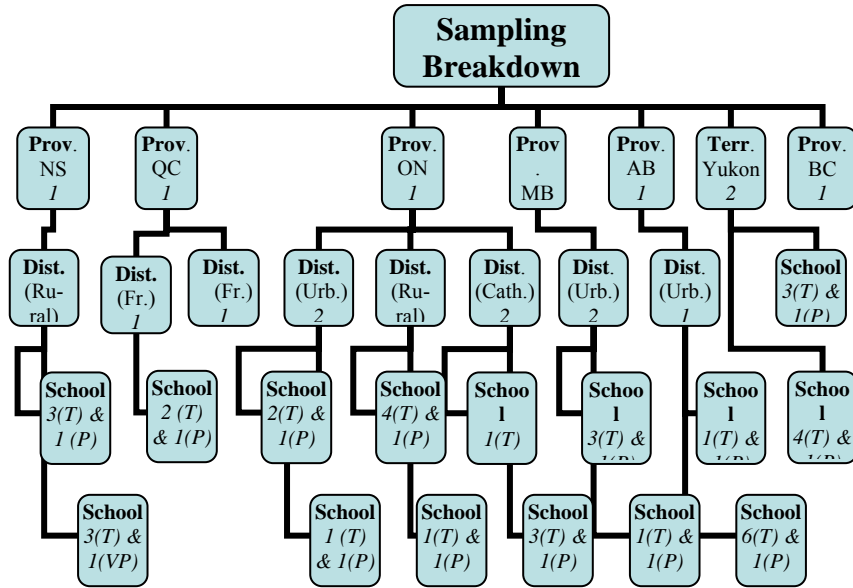 Sampling
Breakdown
Prov.
NS
1
Prov.
QC
1
Prov.
ON
1
Prov
.
MB
Prov.
AB
1
Terr.
Yukon
2
Prov.
BC
1
Dist.
(Ru-
ral)
Dist.
(Fr.)
1
Dist.
(Fr.)
1
Dist.
(Urb.)
2
Dist.
(Ru-
ral)
Dist.
(Cath.)
2
Dist.
(Urb.)
2
Dist.
(Urb.)
1
School
3(T) &
1(P)
School
3(T) &
1 (P)
School
2 (T)
& 1(P)
School
2(T) &
1(P)
School
4(T) &
1(P)
Schoo
l
1(T)
Schoo
l
3(T) &
1(P)
Schoo
l
1(T) &
1(P)
Schoo
l
4(T) &
1(P)
School
3(T) &
1(VP)
School
1 (T)
& 1(P)
School
1(T) &
1(P)
School
3(T) &
1(P)
School
1(T) &
1(P)
School
6(T) &
1(P)